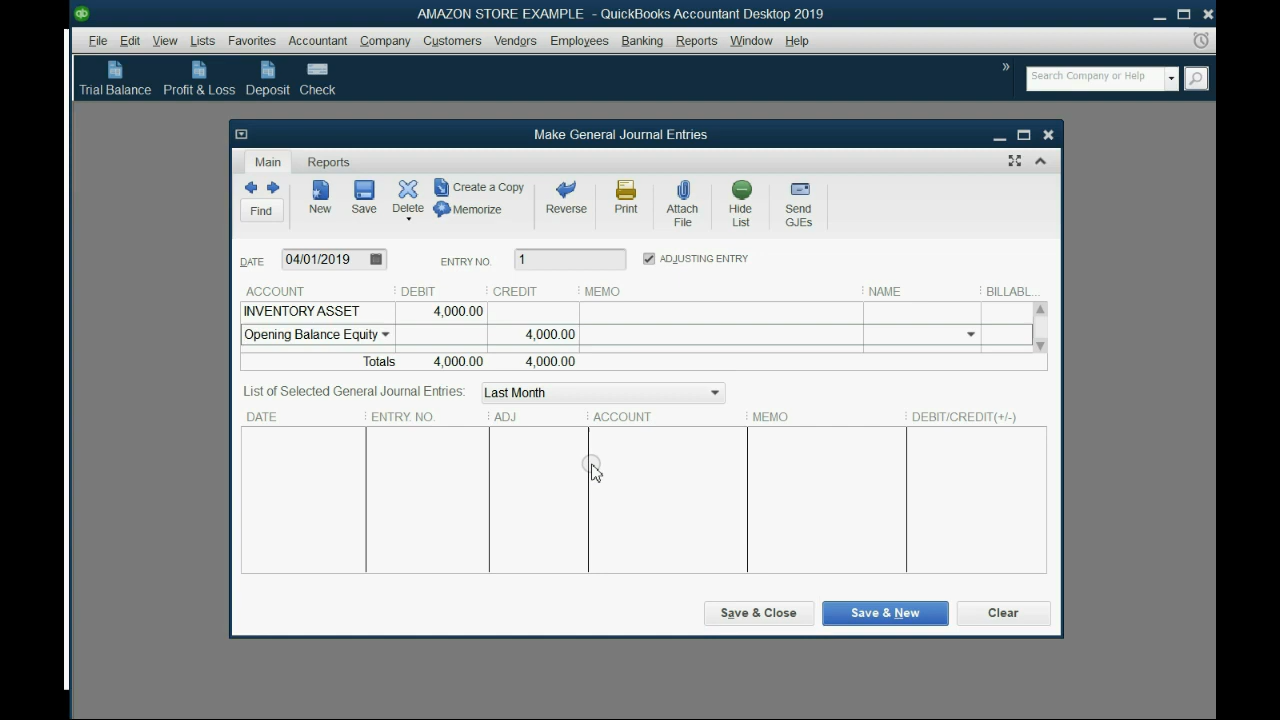 AMAZON STORE EXAMPLE - QuickBooks Accountant Desktop 2019
File Edit View Lists Favorites Accountant Company Customers Vendors Employees Banking Reports Window Help
Trial Balance Profit & Loss Deposit Check
» Search Company or Help
Make General Journal Entries
Main Reports
Find New Save Delete Create a Copy Memorize Reverse Print Attach File Hide List Send GJEs
DATE 04/01/2019 ENTRY NO. 1 ADJUSTING ENTRY
ACCOUNT DEBIT CREDIT MEMO NAME BILLABL...
INVENTORY ASSET 4,000.00
Opening Balance Equity 4,000.00
Totals 4,000.00 4,000.00
List of Selected General Journal Entries: Last Month
DATE ENTRY. NO. ADJ ACCOUNT MEMO DEBIT/CREDIT(+/-)
Save & Close Save & New Clear